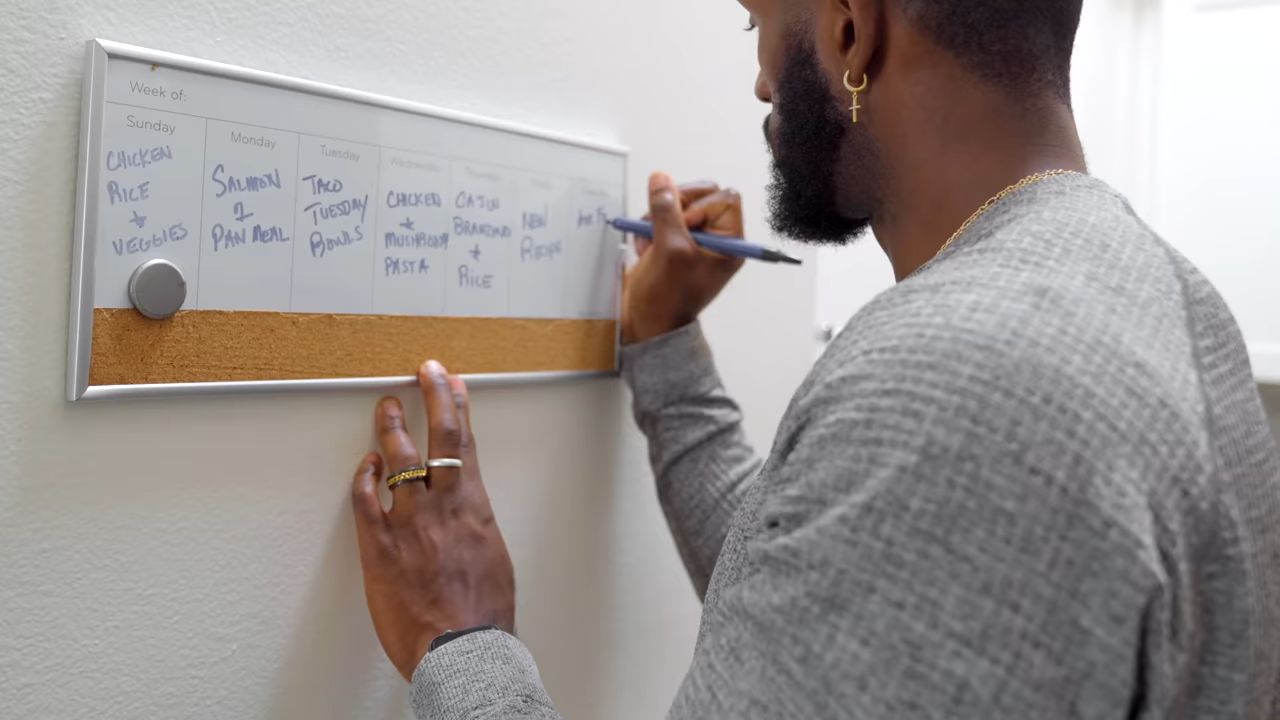 Week of:
Sunday
CHICKEN
RICE
+
VEGGIES
Monday
SALMON
1
PAN MEAL
Tuesday
TACO
TUESDAY
BOWLS
Wednesday
CHICKEN
+
MUSHROOM
PASTA
CAJUN
+
RICE
NEW
RECIPE